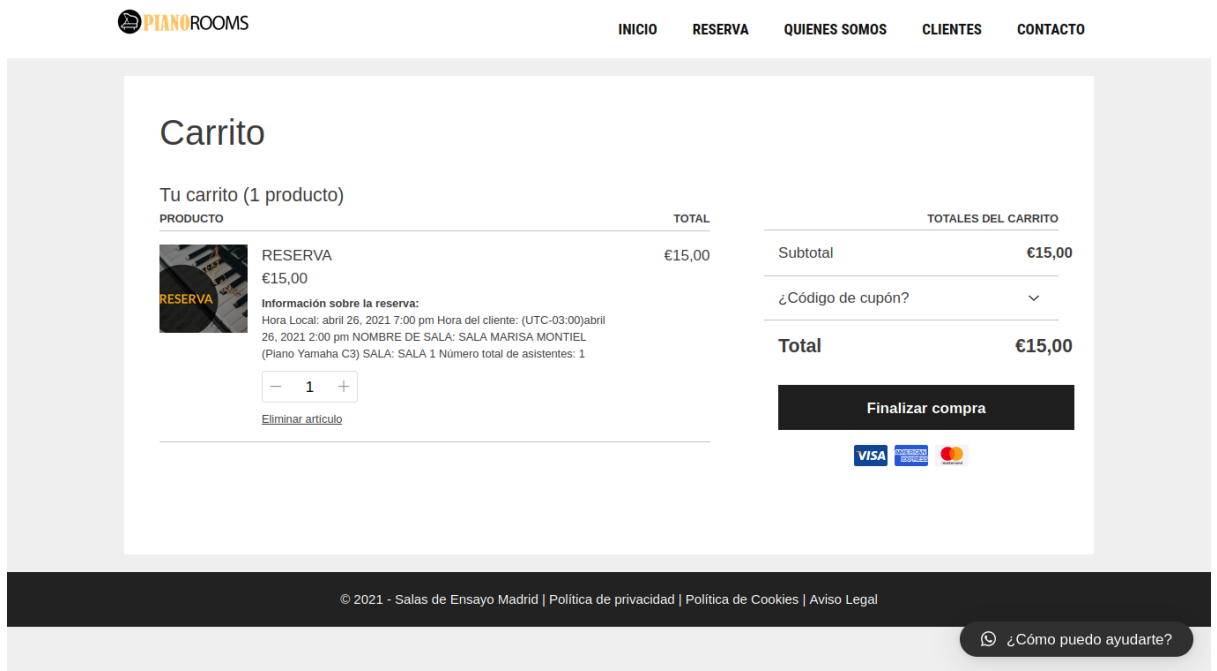 PIANOROOMS
INICIO RESERVA QUIENES SOMOS CLIENTES CONTACTO
Carrito
Tu carrito (1 producto)
PRODUCTO TOTAL
RESERVA
RESERVA €15,00
€15,00
Información sobre la reserva:
Hora Local: abril 26, 2021 7:00 pm Hora del cliente: (UTC-03:00)abril
26, 2021 2:00 pm NOMBRE DE SALA: SALA MARISA MONTIEL
(Piano Yamaha C3) SALA: SALA 1 Número total de asistentes: 1
1
Eliminar artículo
TOTALES DEL CARRITO
Subtotal €15,00
¿Código de cupón?
Total €15,00
Finalizar compra
VISA AMERICAN EXPRESS mastercard
© 2021 - Salas de Ensayo Madrid | Política de privacidad | Política de Cookies | Aviso Legal
¿Cómo puedo ayudarte?